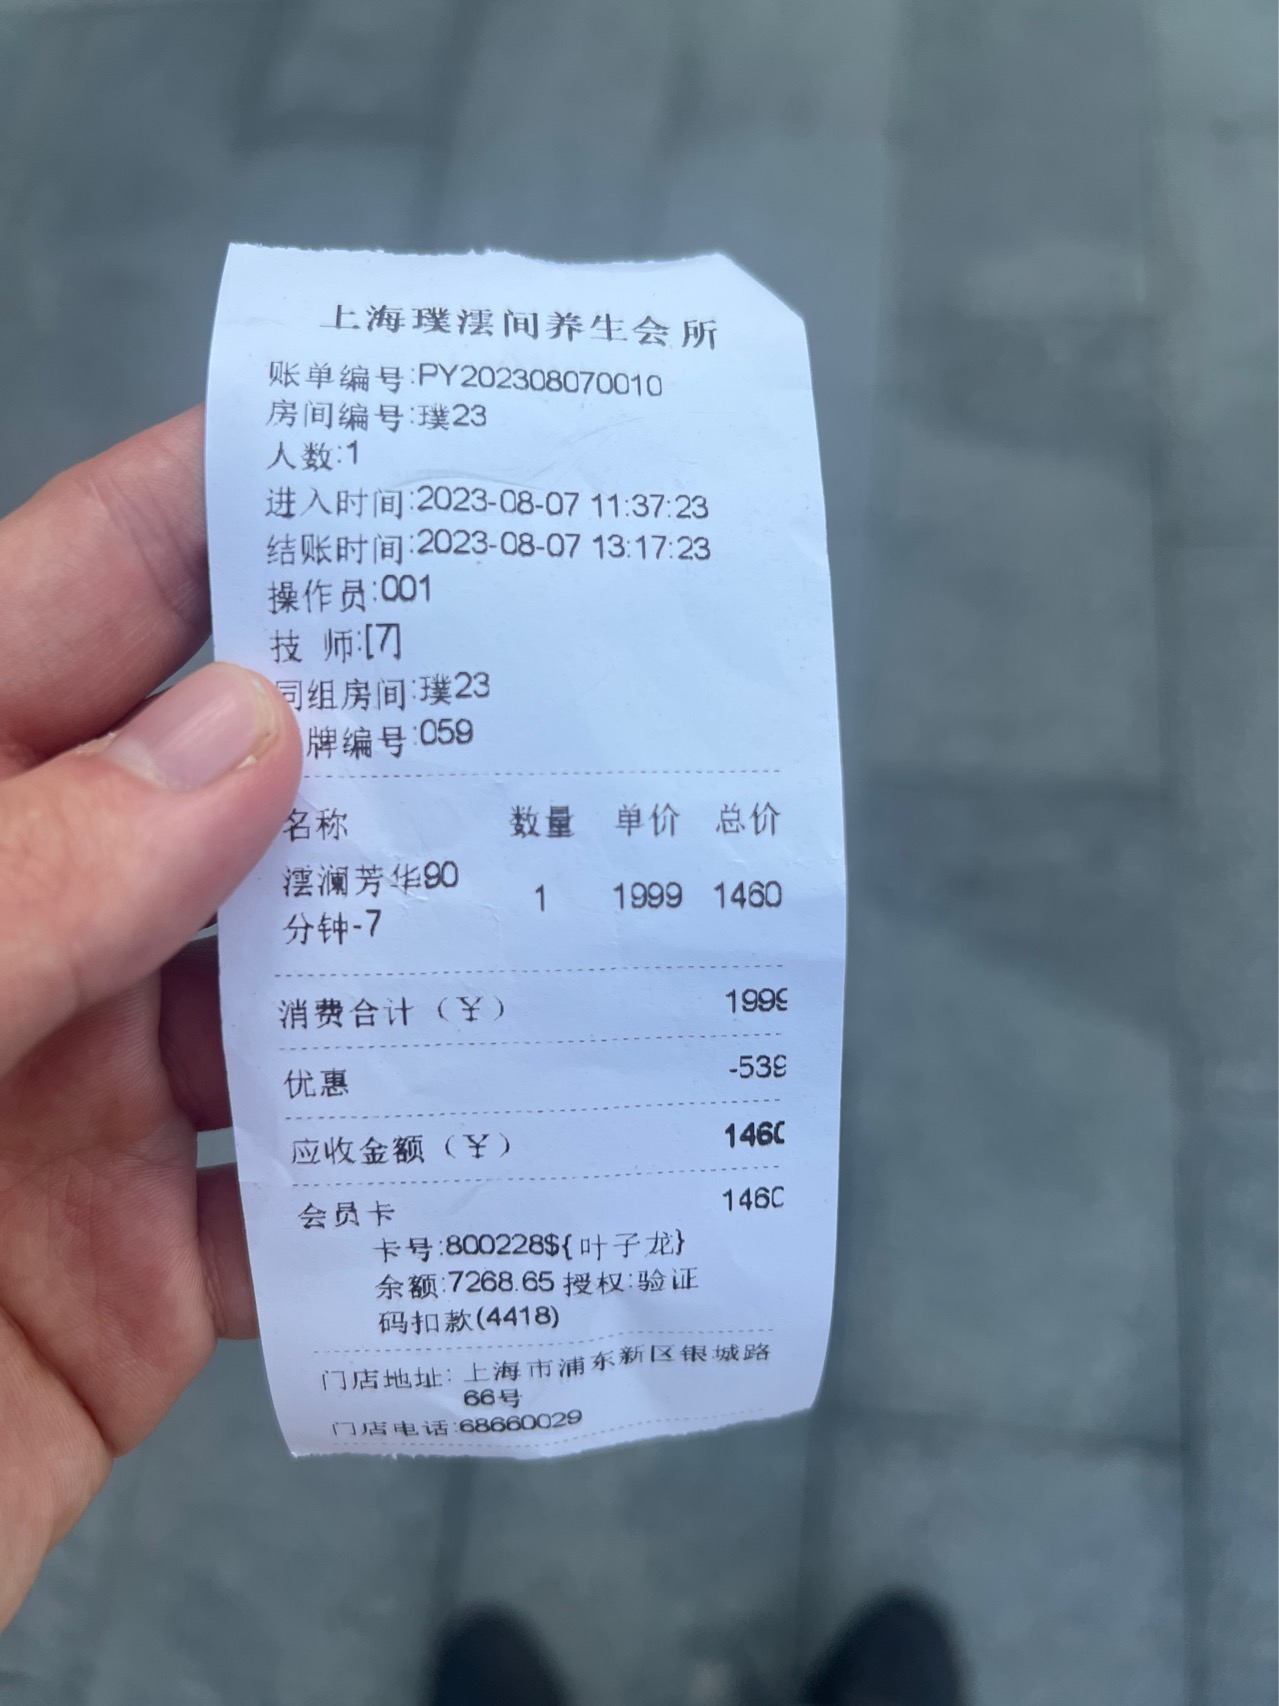 上海璞澐间养生会所
账单编号:PY202308070010
房间编号:璞23
人数:1
进入时间:2023-08-07 11:37:23
结账时间:2023-08-07 13:17:23
操作员:001
技 师:[7]
同组房间:璞23
牌编号:059
名称 数量 单价 总价
澐澜芳华90
1 1999 1460
分钟-7
消费合计（¥） 1999
优惠 -539
应收金额（¥） 1460
会员卡 1460
卡号:800228${叶子龙}
余额:7268.65 授权:验证
码扣款(4418)
门店地址: 上海市浦东新区银城路
66号
门店电话:68660029